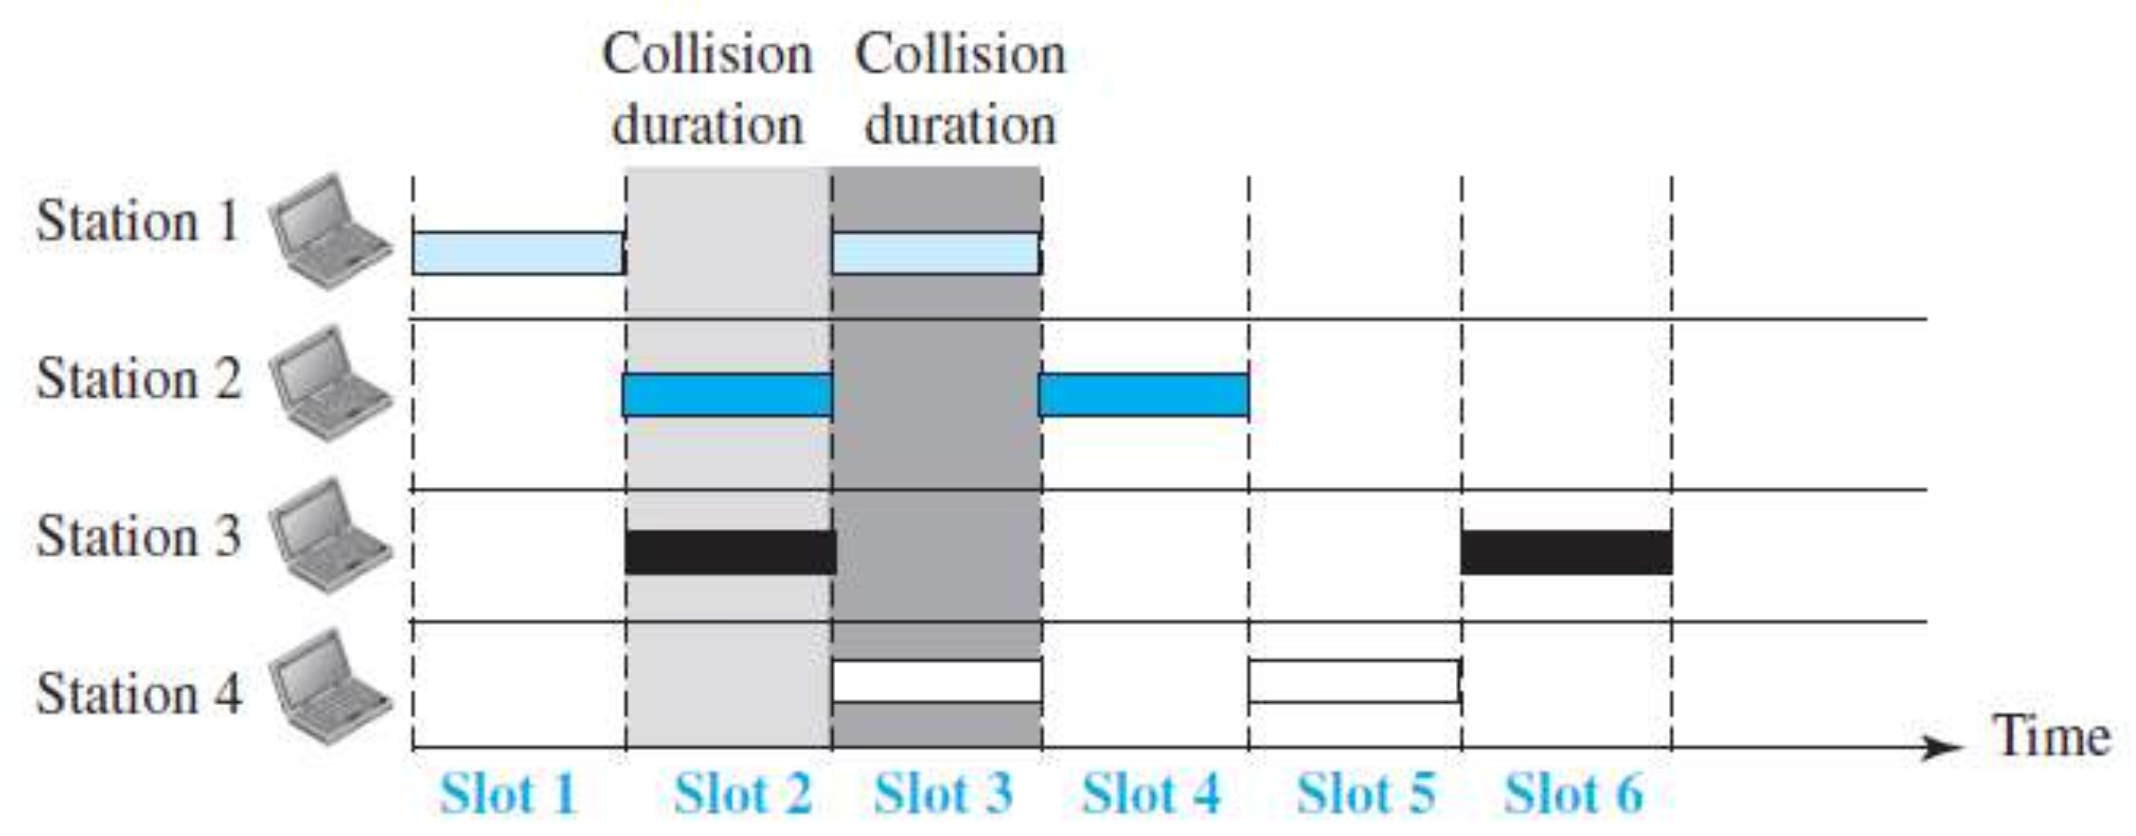 Collision Collision
duration duration
Station 1
Station 2
Station 3
Station 4
Time
Slot 1 Slot 2 Slot 3 Slot 4 Slot 5 Slot 6